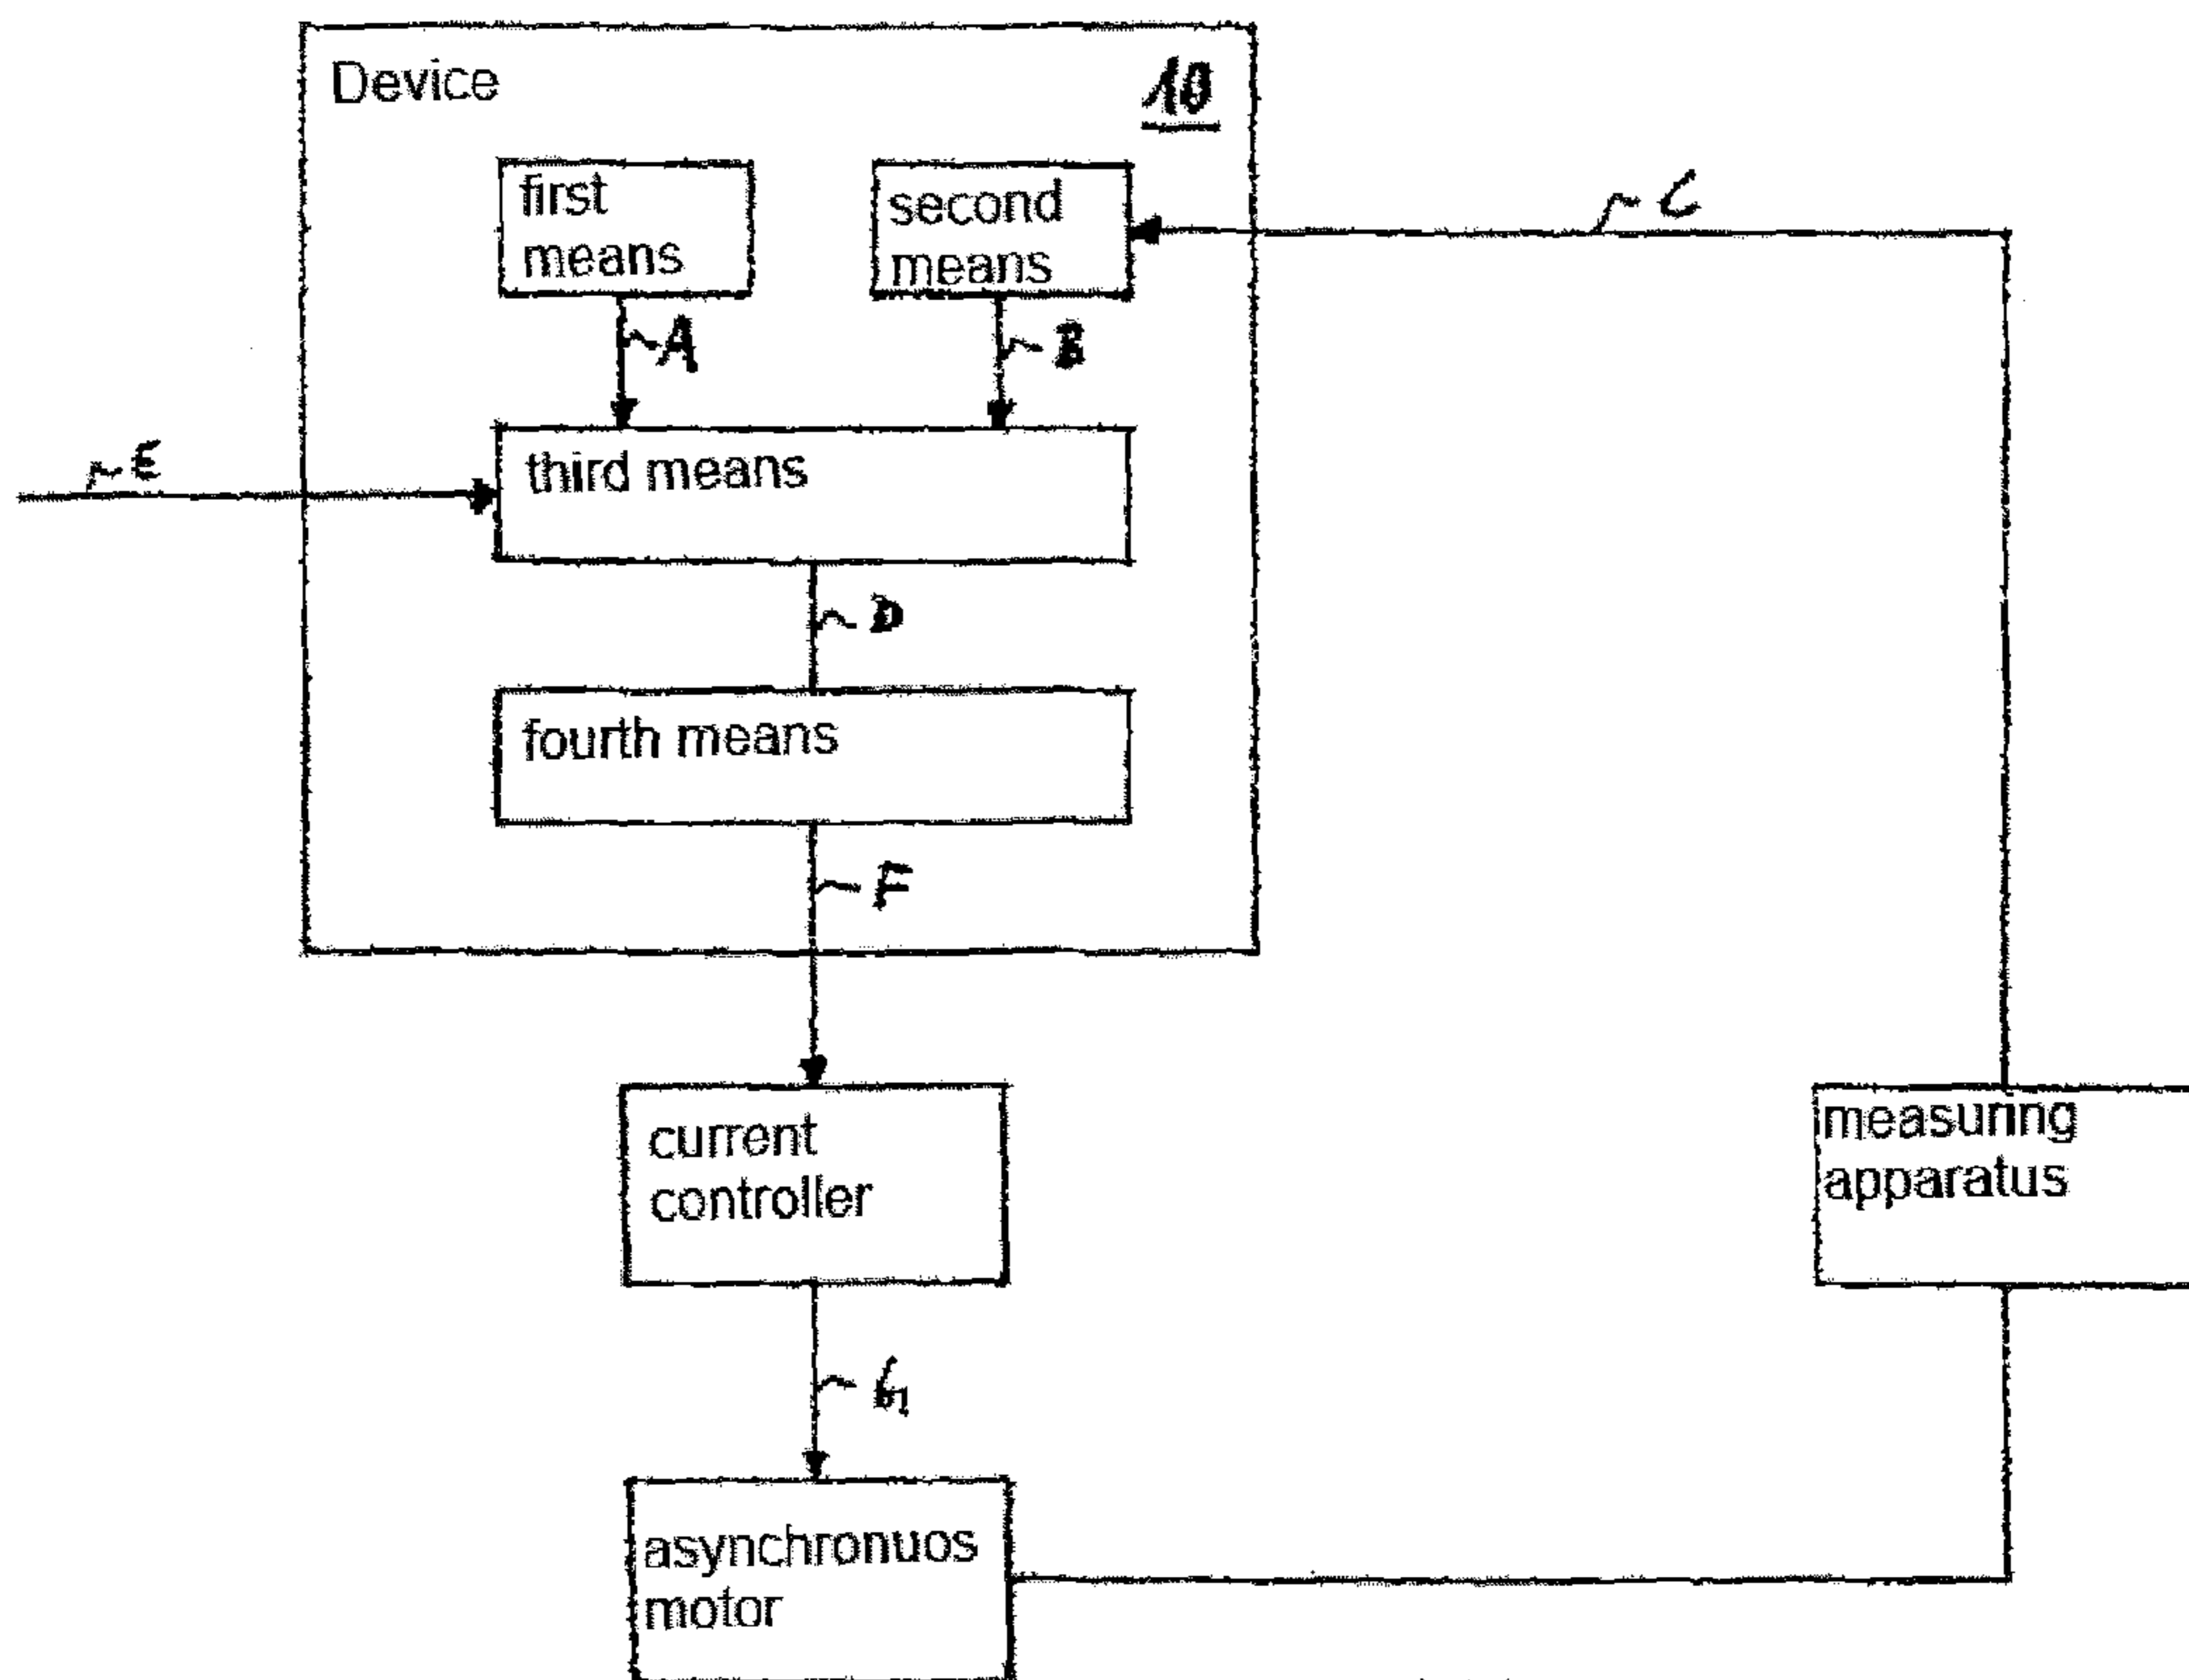 Device
10
first
means
second
means
C
A
B
E
third means
D
fourth means
F
current
controller
measuring
apparatus
G
asynchronuos
motor